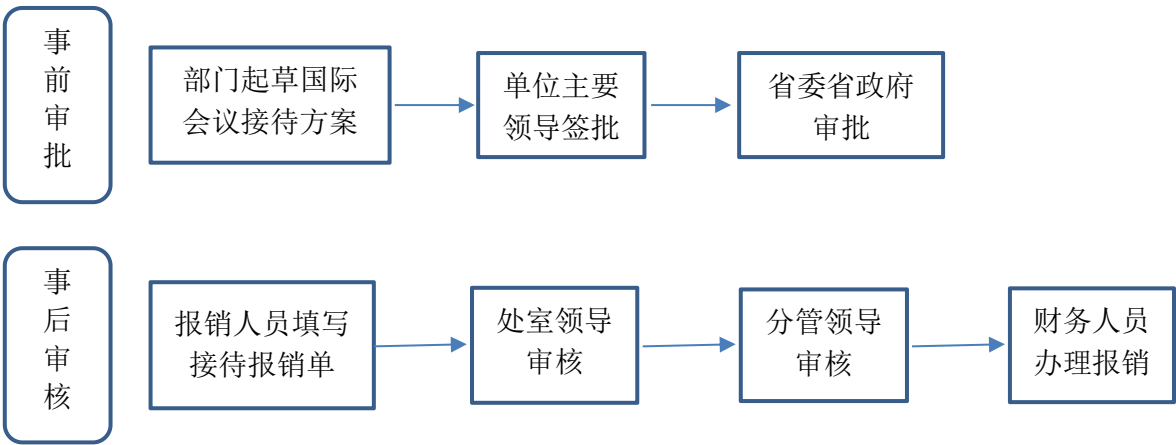 事
前
审
批
部门起草国际
会议接待方案
单位主要
领导签批
省委省政府
审批
事
后
审
核
报销人员填写
接待报销单
处室领导
审核
分管领导
审核
财务人员
办理报销